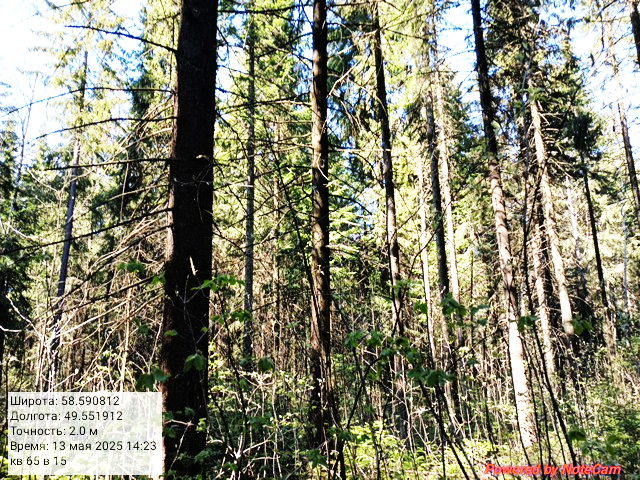 Широта: 58.590812
Долгота: 49.551912
Точность: 2.0 м
Время: 13 мая 2025 14:23
кв 65 в 15
Powered by NoteCam